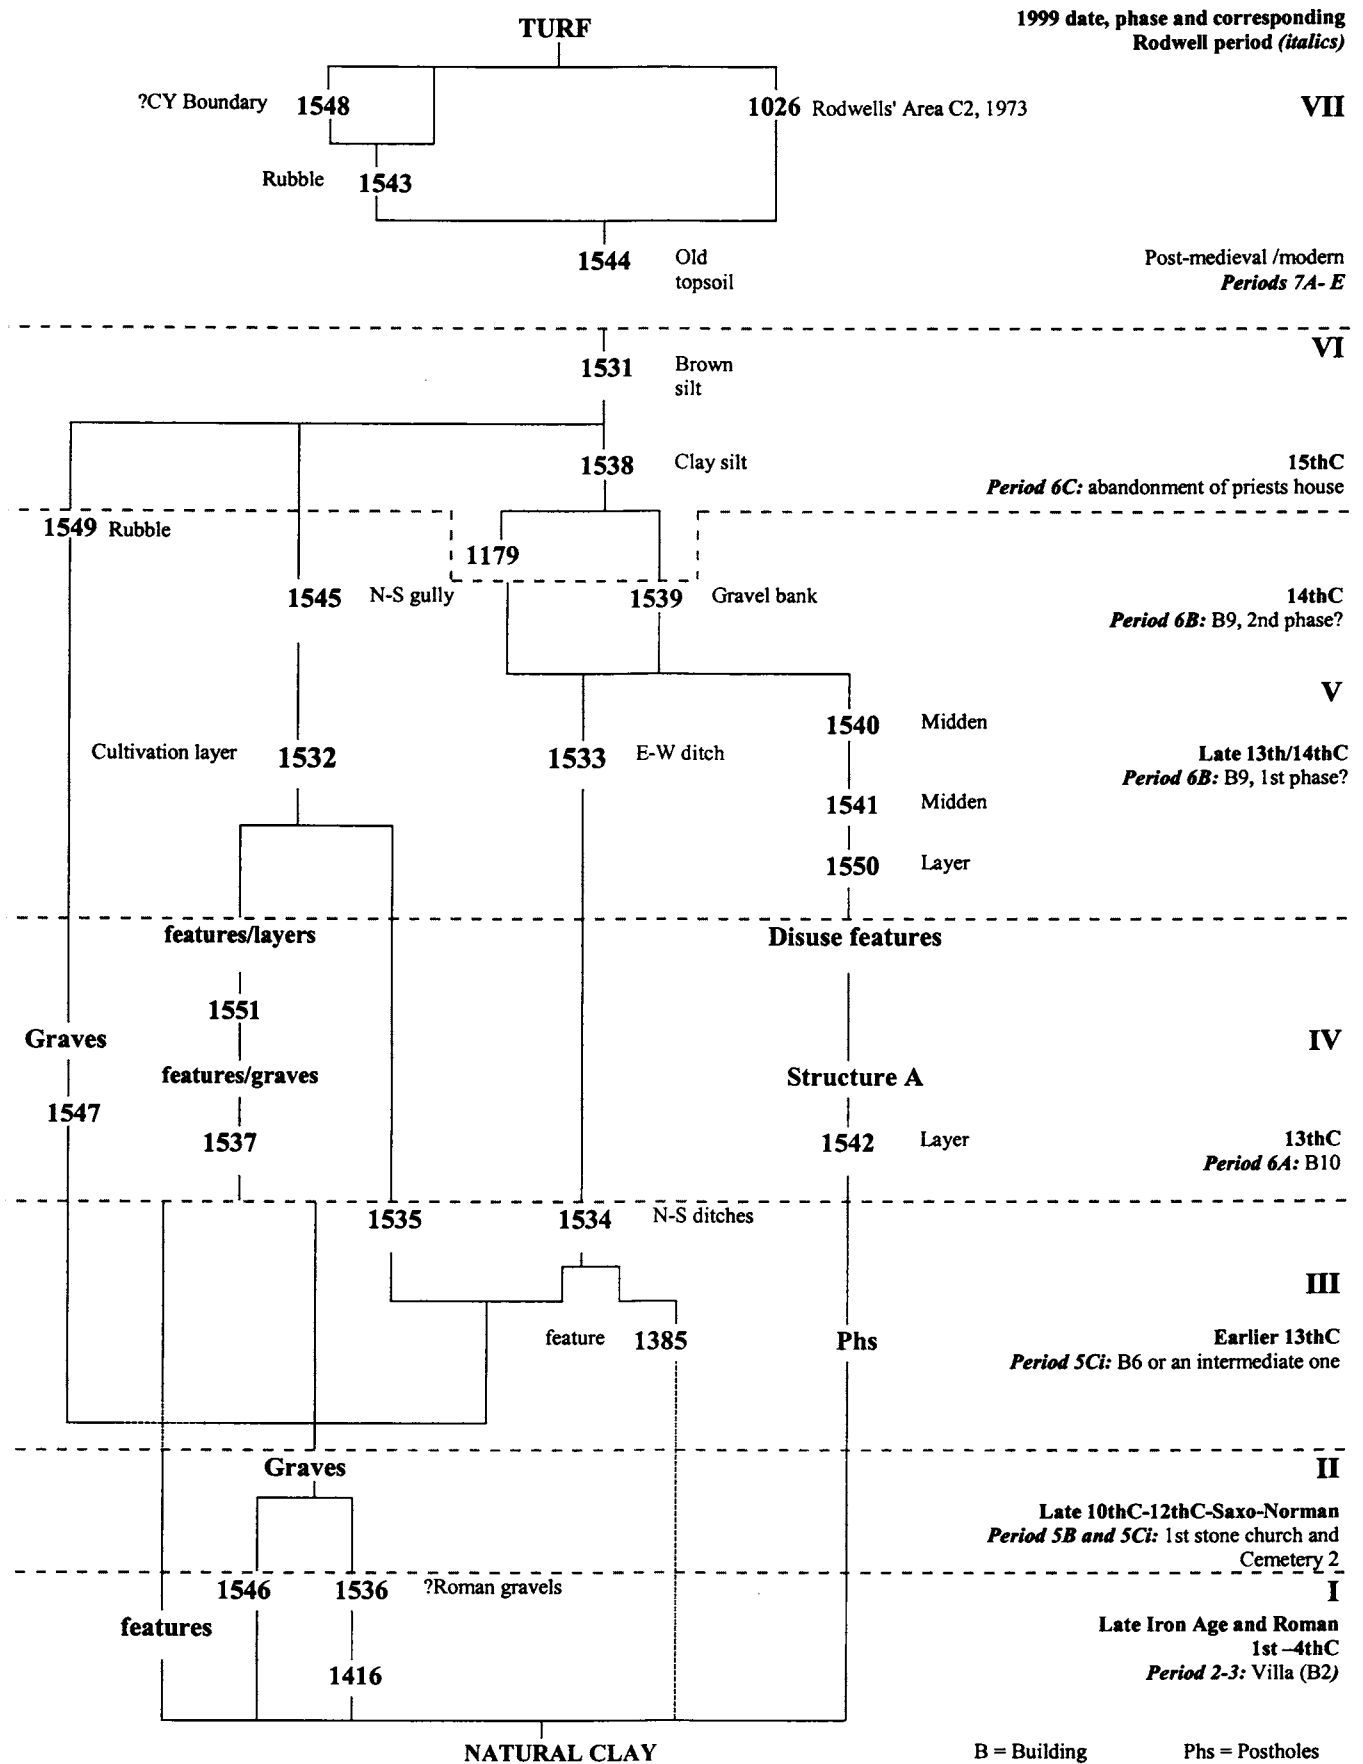 TURF
1999 date, phase and corresponding
Rodwell period (italics)
?CY Boundary 1548
1026 Rodwells' Area C2, 1973
VII
Rubble 1543
1544 Old
topsoil
Post-medieval /modern
Periods 7A- E
VI
1531 Brown
silt
1538 Clay silt
15thC
Period 6C: abandonment of priests house
1549 Rubble
1179
1545 N-S gully
1539 Gravel bank
14thC
Period 6B: B9, 2nd phase?
V
1540 Midden
Cultivation layer 1532
1533 E-W ditch
Late 13th/14thC
Period 6B: B9, 1st phase?
1541 Midden
1550 Layer
features/layers
Disuse features
1551
Graves
IV
features/graves
Structure A
1547
1537
1542 Layer
13thC
Period 6A: B10
1535
1534 N-S ditches
III
feature 1385
Phs
Earlier 13thC
Period 5Ci: B6 or an intermediate one
Graves
II
Late 10thC-12thC-Saxo-Norman
Period 5B and 5Ci: 1st stone church and
Cemetery 2
1546
1536 ?Roman gravels
I
features
Late Iron Age and Roman
1st –4thC
1416
Period 2-3: Villa (B2)
NATURAL CLAY
B = Building
Phs = Postholes